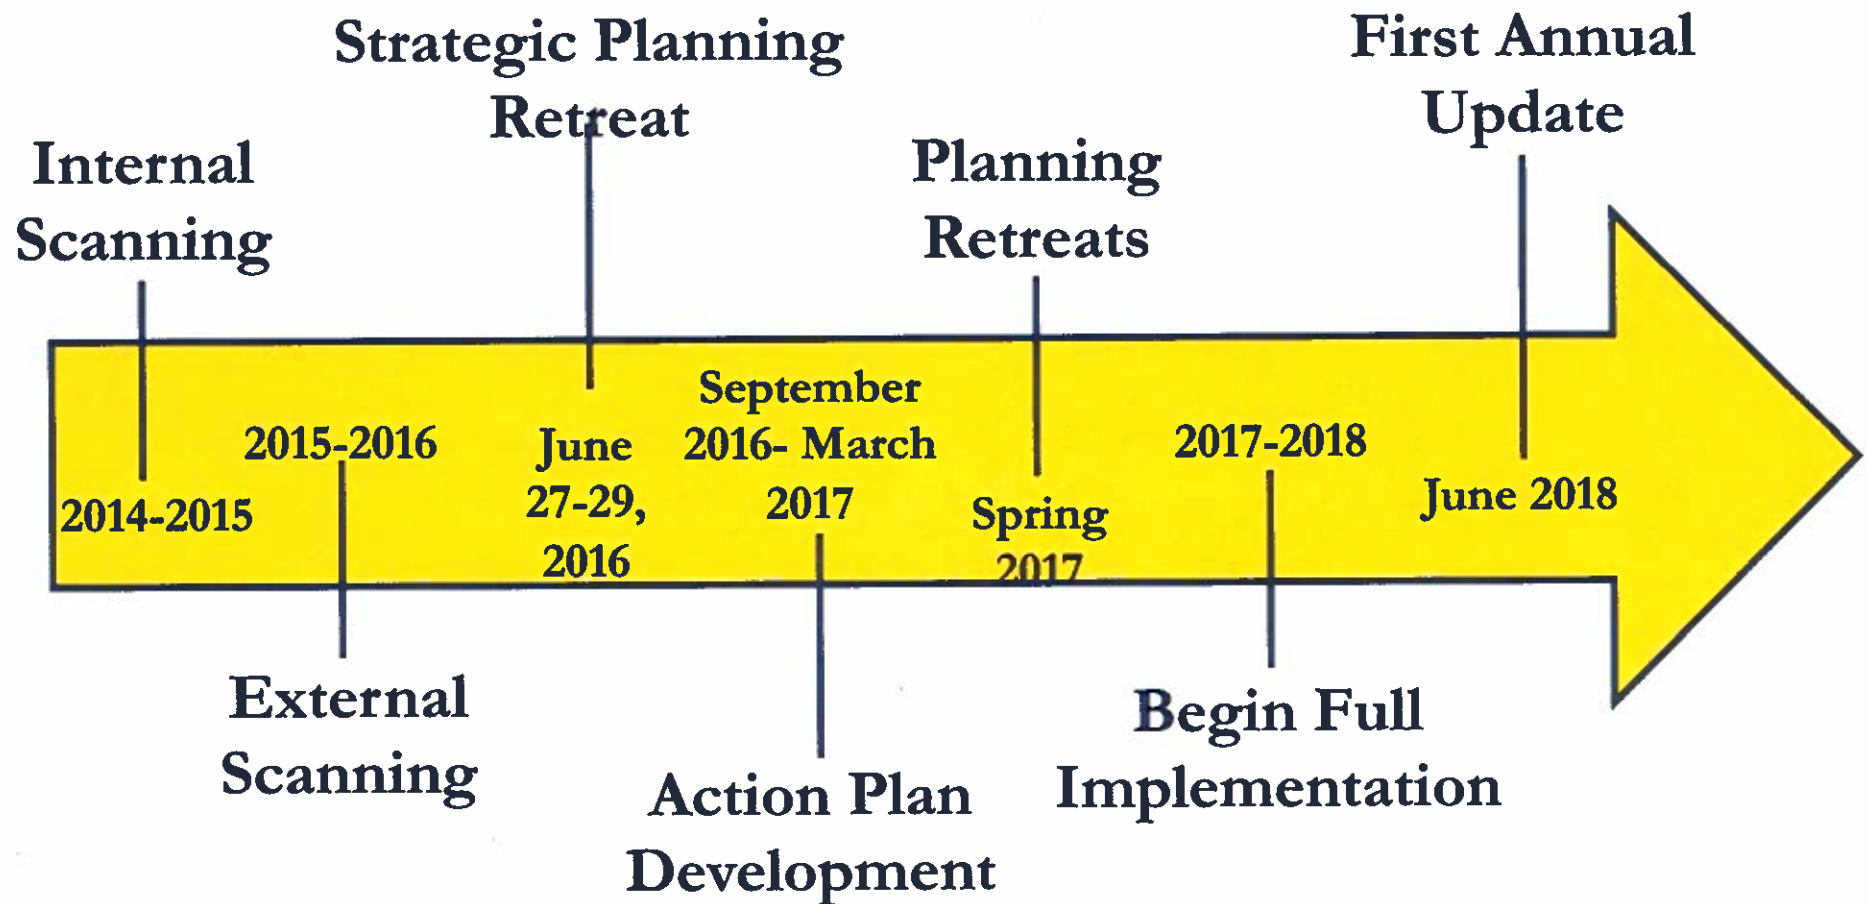 Strategic Planning
Retreat
First Annual
Update
Internal
Scanning
Planning
Retreats
2014-2015
2015-2016
June
27-29,
2016
September
2016- March
2017
Spring
2017
2017-2018
June 2018
External
Scanning
Action Plan
Development
Begin Full
Implementation